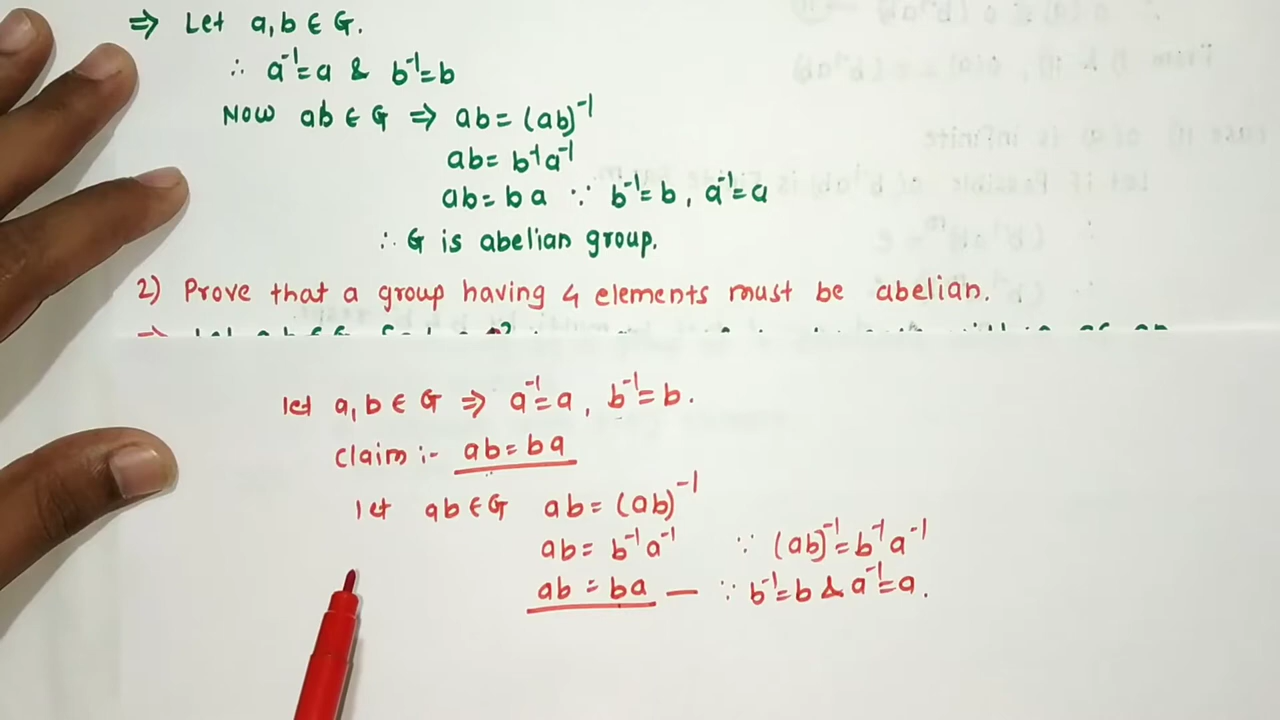 ⇒ Let a,b ∈ G.
∴ a⁻¹=a & b⁻¹=b
Now ab ∈ G ⇒ ab = (ab)⁻¹
ab = b⁻¹a⁻¹
ab = ba ∵ b⁻¹=b, a⁻¹=a
∴ G is abelian group.
2) Prove that a group having 4 elements must be abelian.
let a,b ∈ G ⇒ a⁻¹=a, b⁻¹=b.
claim :- ab=ba
let ab∈G ab = (ab)⁻¹
ab = b⁻¹a⁻¹ ∵ (ab)⁻¹=b⁻¹a⁻¹
ab = ba — ∵ b⁻¹=b & a⁻¹=a.